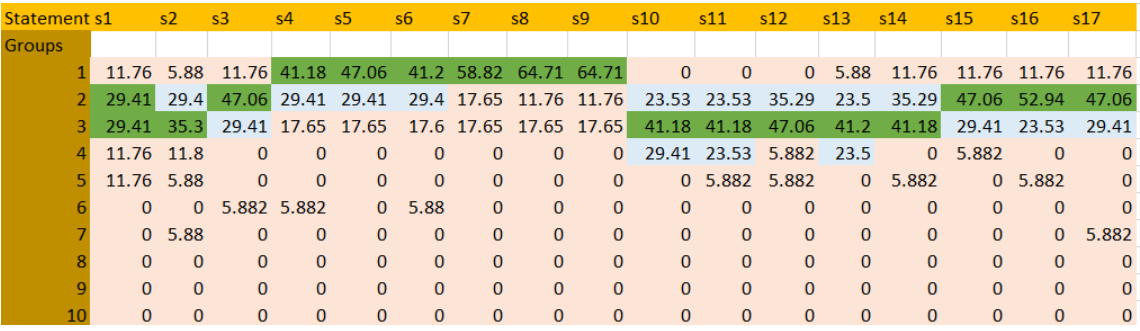 Statement s1 s2 s3 s4 s5 s6 s7 s8 s9 s10 s11 s12 s13 s14 s15 s16 s17
Groups
1 11.76 5.88 11.76 41.18 47.06 41.2 58.82 64.71 64.71 0 0 0 5.88 11.76 11.76 11.76 11.76
2 29.41 29.4 47.06 29.41 29.41 29.4 17.65 11.76 11.76 23.53 23.53 35.29 23.5 35.29 47.06 52.94 47.06
3 29.41 35.3 29.41 17.65 17.65 17.6 17.65 17.65 17.65 41.18 41.18 47.06 41.2 41.18 29.41 23.53 29.41
4 11.76 11.8 0 0 0 0 0 0 0 29.41 23.53 5.882 23.5 0 5.882 0 0
5 11.76 5.88 0 0 0 0 0 0 0 0 5.882 5.882 0 5.882 0 5.882 0
6 0 0 5.882 5.882 0 5.88 0 0 0 0 0 0 0 0 0 0 0
7 0 5.88 0 0 0 0 0 0 0 0 0 0 0 0 0 0 5.882
8 0 0 0 0 0 0 0 0 0 0 0 0 0 0 0 0 0
9 0 0 0 0 0 0 0 0 0 0 0 0 0 0 0 0 0
10 0 0 0 0 0 0 0 0 0 0 0 0 0 0 0 0 0